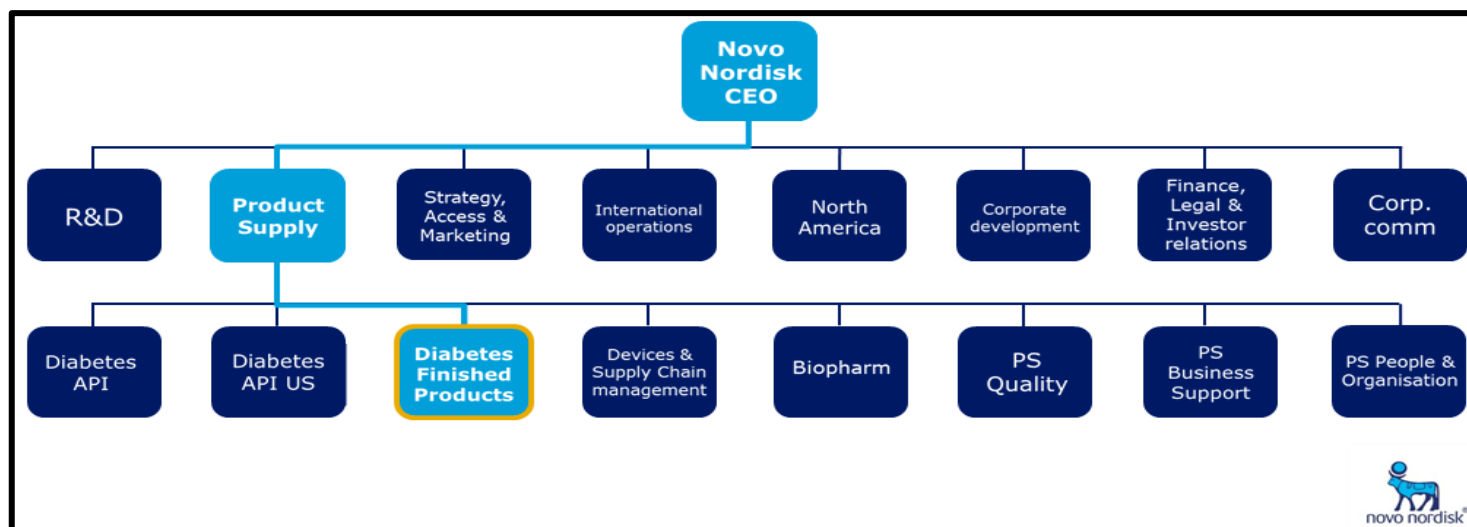 Novo
Nordisk
CEO
R&D
Product
Supply
Strategy,
Access &
Marketing
International
operations
North
America
Corporate
development
Finance,
Legal &
Investor
relations
Corp.
comm
Diabetes
API
Diabetes
API US
Diabetes
Finished
Products
Devices &
Supply Chain
management
Biopharm
PS
Quality
PS
Business
Support
PS People &
Organisation
novo nordisk®